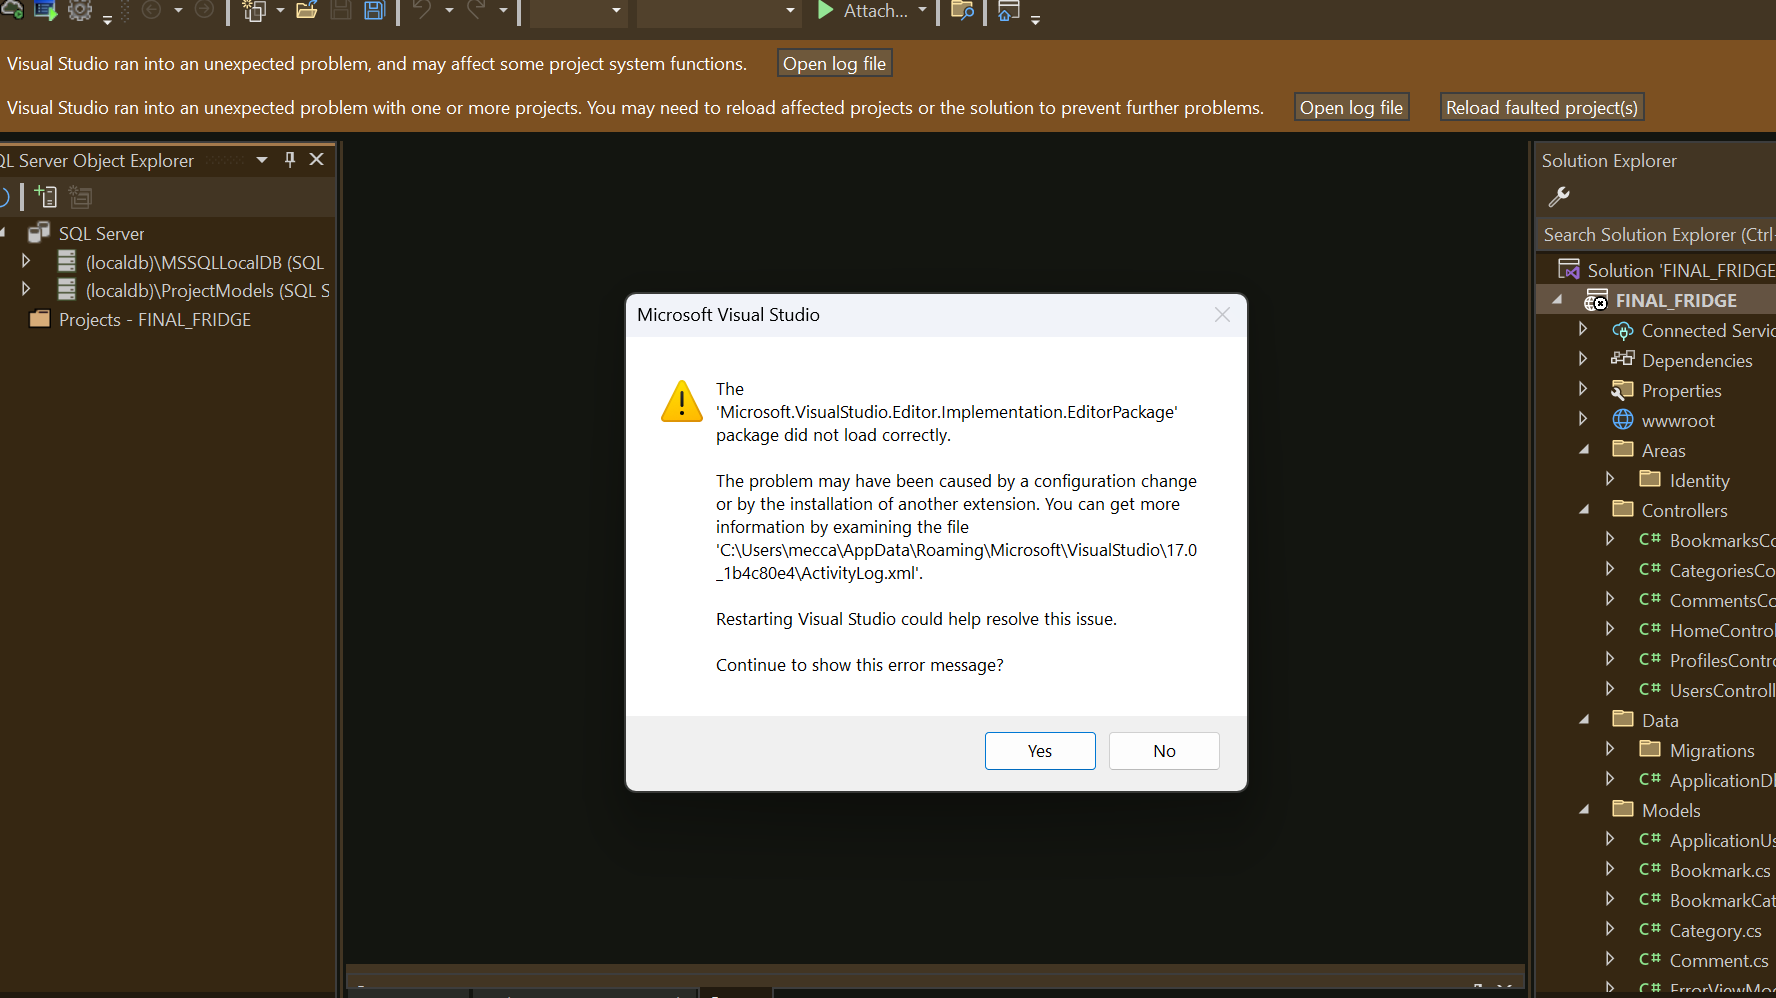 Attach...
Visual Studio ran into an unexpected problem, and may affect some project system functions. Open log file
Visual Studio ran into an unexpected problem with one or more projects. You may need to reload affected projects or the solution to prevent further problems. Open log file Reload faulted project(s)
QL Server Object Explorer
SQL Server
(localdb)\MSSQLLocalDB (SQL
(localdb)\ProjectModels (SQL S
Projects - FINAL_FRIDGE
Microsoft Visual Studio
The
'Microsoft.VisualStudio.Editor.Implementation.EditorPackage'
package did not load correctly.
The problem may have been caused by a configuration change
or by the installation of another extension. You can get more
information by examining the file
'C:\Users\mecca\AppData\Roaming\Microsoft\VisualStudio\17.0
_1b4c80e4\ActivityLog.xml'.
Restarting Visual Studio could help resolve this issue.
Continue to show this error message?
Yes
No
Solution Explorer
Search Solution Explorer (Ctrl+
Solution 'FINAL_FRIDGE
FINAL_FRIDGE
Connected Servic
Dependencies
Properties
wwwroot
Areas
Identity
Controllers
C# BookmarksCo
C# CategoriesCo
C# CommentsCo
C# HomeControl
C# ProfilesContro
C# UsersControll
Data
Migrations
C# ApplicationDb
Models
C# ApplicationUs
C# Bookmark.cs
C# BookmarkCat
C# Category.cs
C# Comment.cs
C# ErrorViewMod